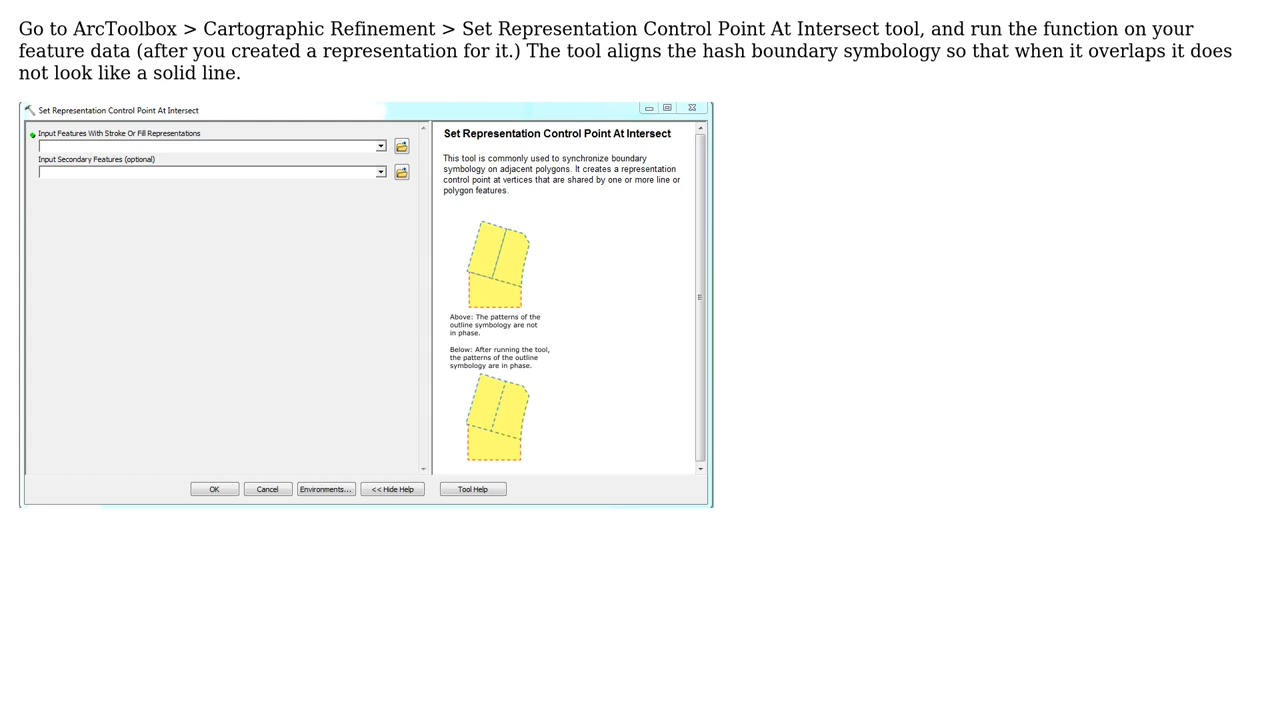 Go to ArcToolbox > Cartographic Refinement > Set Representation Control Point At Intersect tool, and run the function on your
feature data (after you created a representation for it.) The tool aligns the hash boundary symbology so that when it overlaps it does
not look like a solid line.
Set Representation Control Point At Intersect
Input Features With Stroke Or Fill Representations
Input Secondary Features (optional)
Set Representation Control Point At Intersect
This tool is commonly used to synchronize boundary
symbology on adjacent polygons. It creates a representation
control point at vertices that are shared by one or more line or
polygon features.
Above: The patterns of the
outline symbology are not
in phase.
Below: After running the tool,
the patterns of the outline
symbology are in phase.
OK Cancel Environments... << Hide Help Tool Help